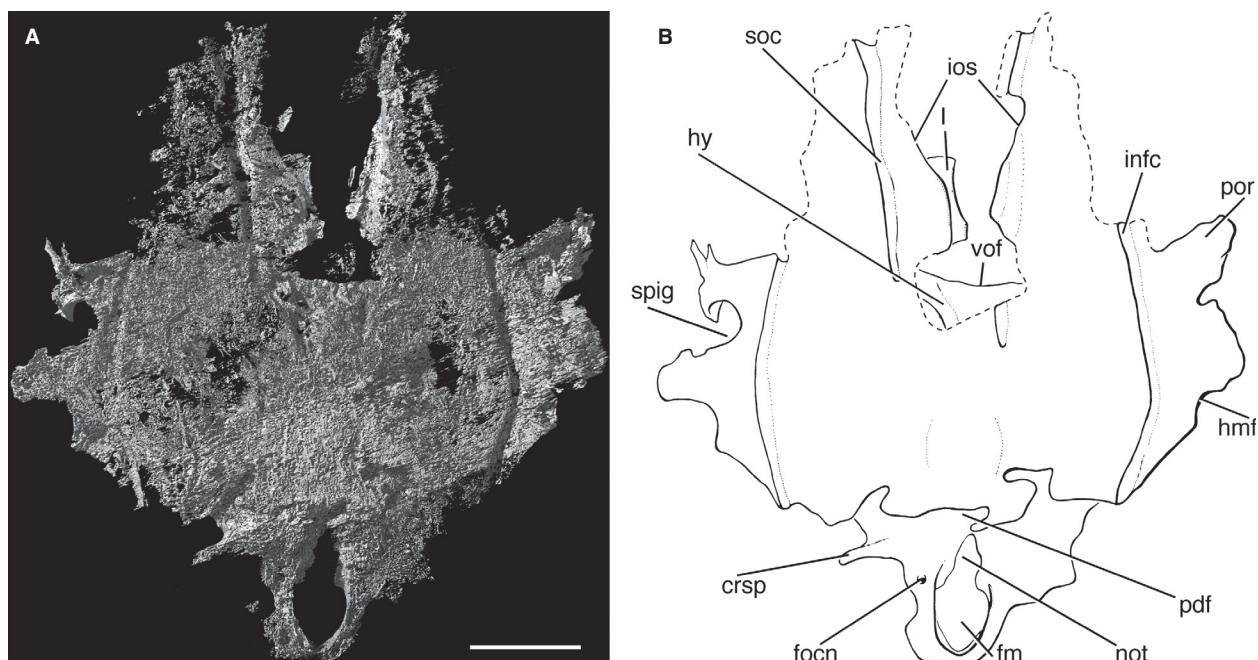 A
B
soc
ios
l
hy
infc
por
vof
spig
hmf
crsp
pdf
focn
fm
not